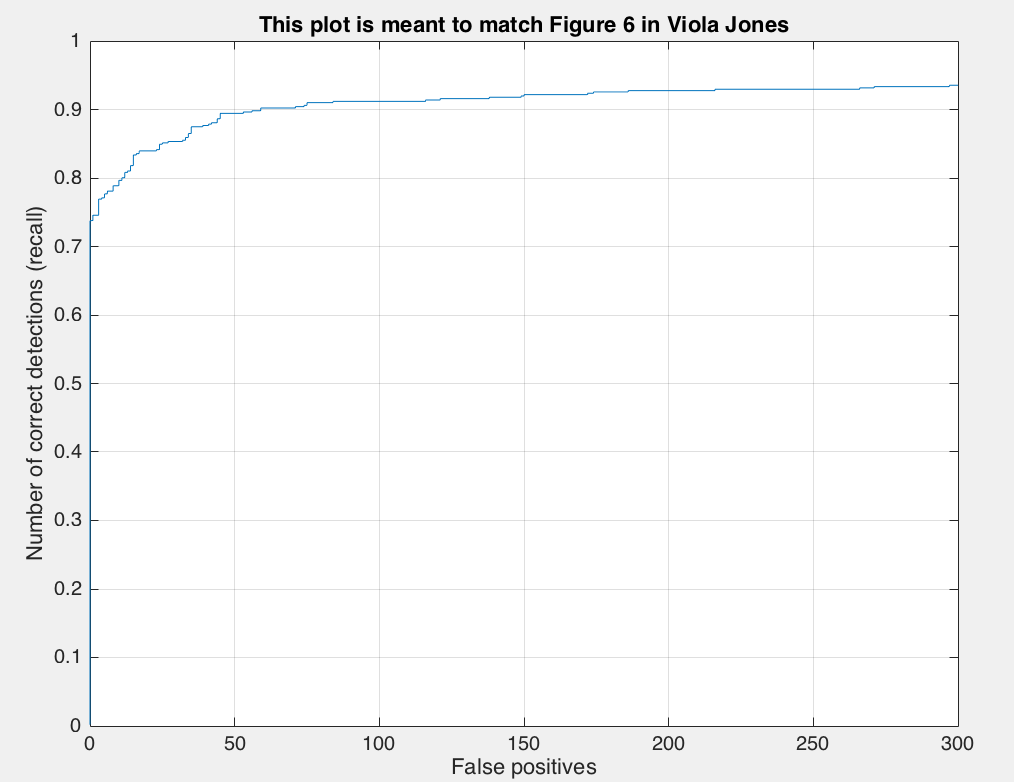 This plot is meant to match Figure 6 in Viola Jones
1
0.9
0.8
0.7
0.6
0.5
0.4
0.3
0.2
0.1
0
Number of correct detections (recall)
0 50 100 150 200 250 300
False positives